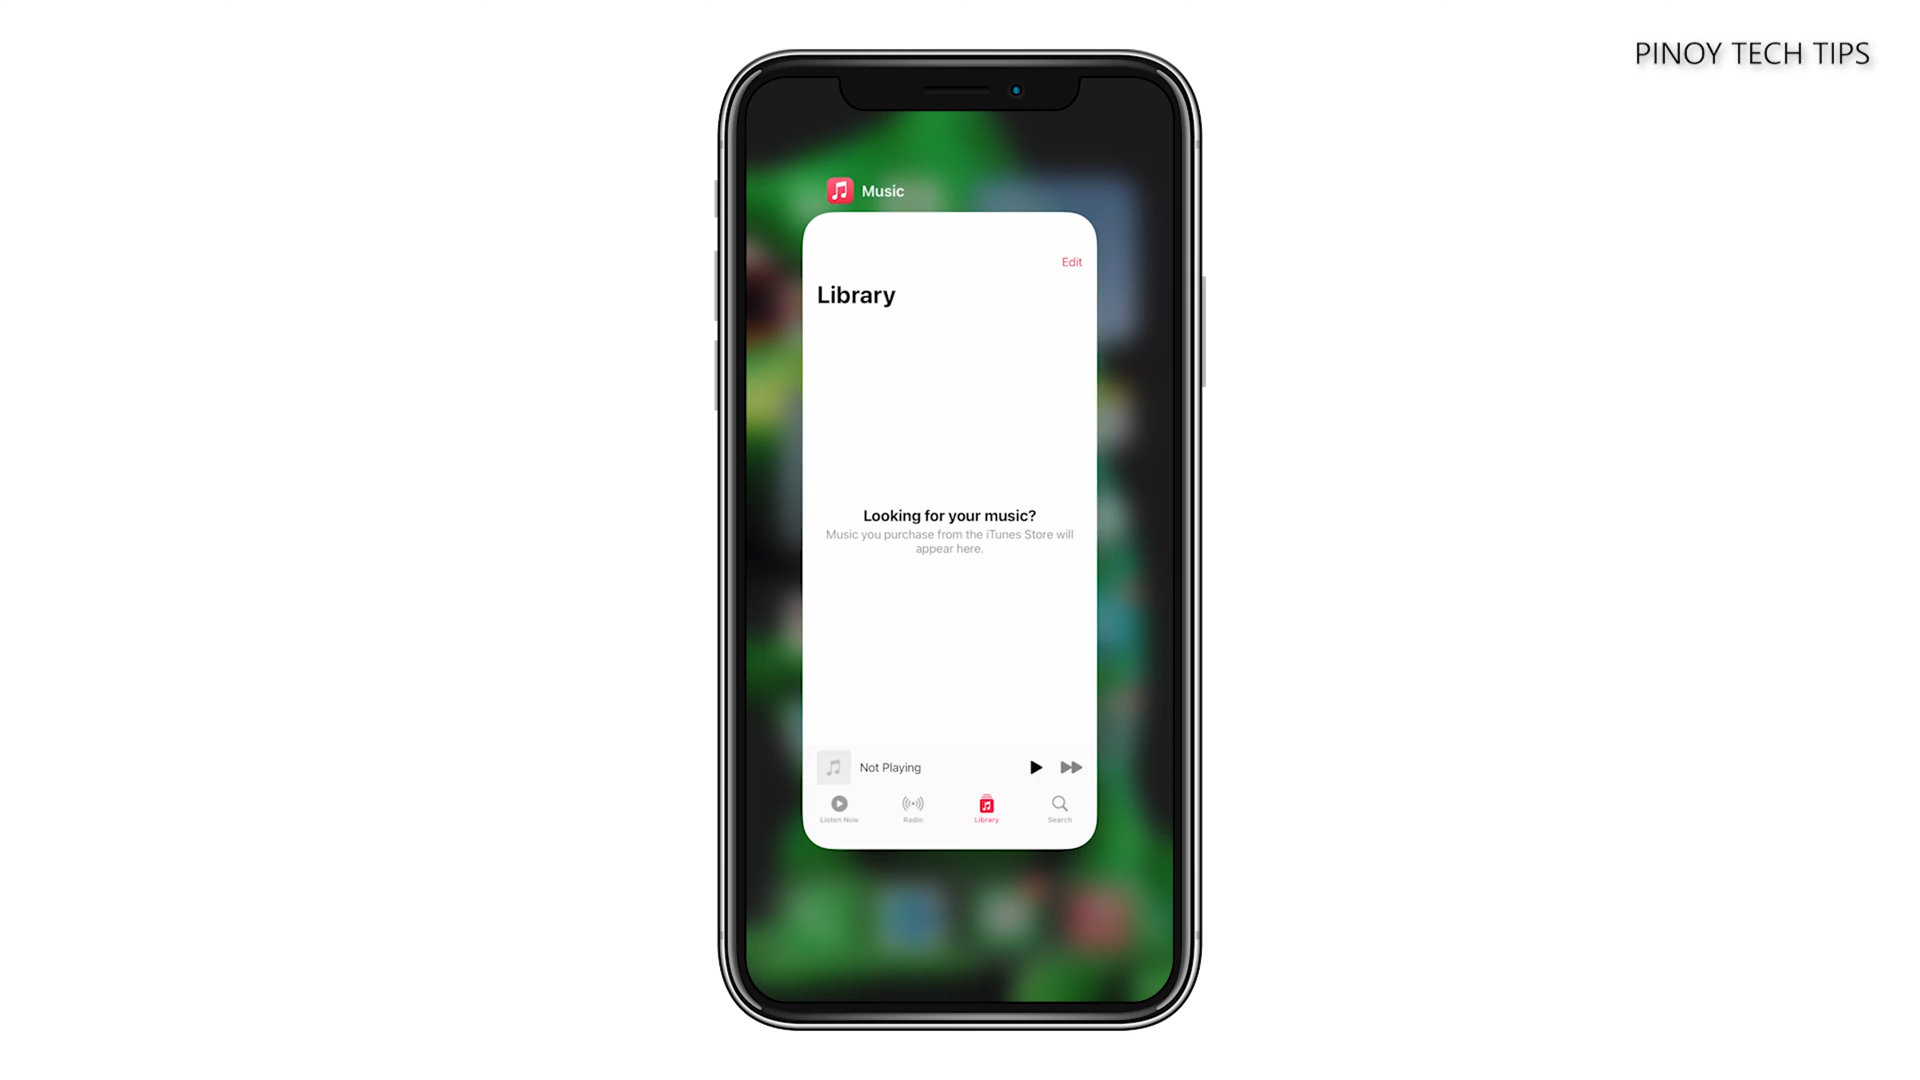 PINOY TECH TIPS
Music
Edit
Library
Looking for your music?
Music you purchase from the iTunes Store will
appear here.
Not Playing
Listen Now
Radio
Library
Search